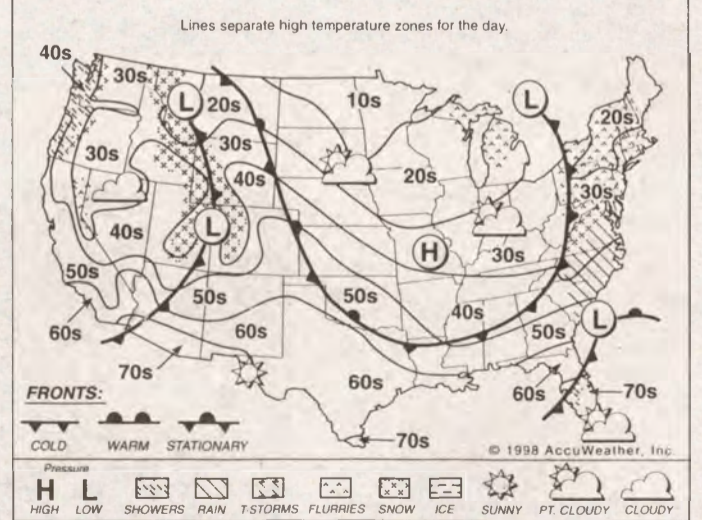 Lines separate high temperature zones for the day.
40s
30s
L
20s
10s
L
20s
30s
30s
40s
20s
30s
40s
L
H
30s
50s
50s
50s
40s
L
60s
60s
50s
70s
60s
60s
70s
70s
FRONTS:
COLD WARM STATIONARY
© 1998 AccuWeather, Inc.
Pressure
H L
HIGH LOW SHOWERS RAIN T-STORMS FLURRIES SNOW ICE SUNNY PT. CLOUDY CLOUDY